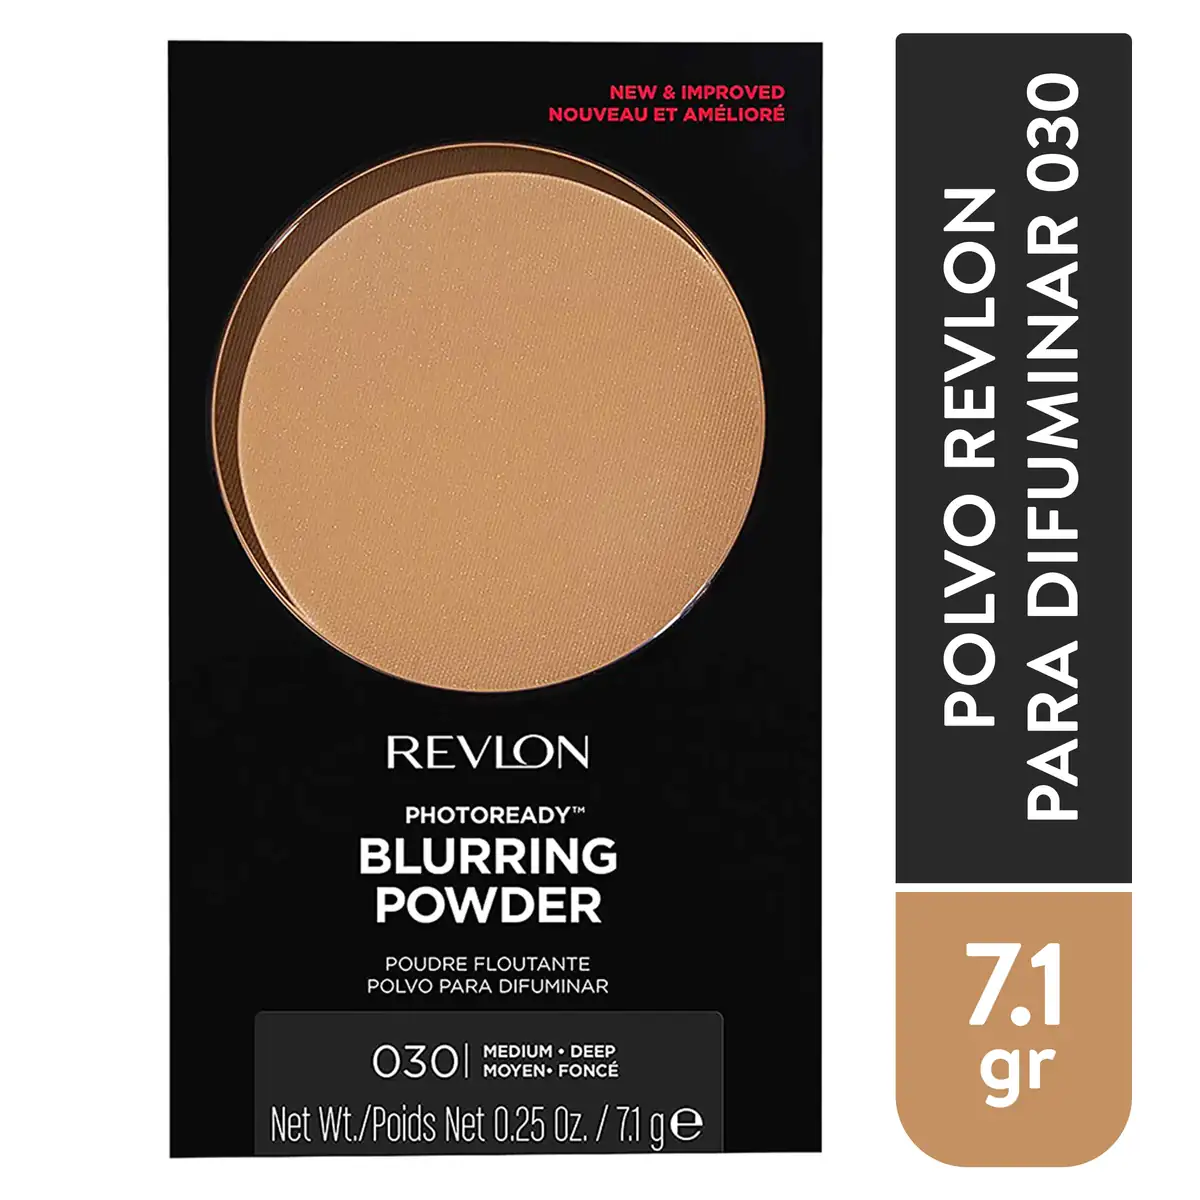 NEW & IMPROVED
NOUVEAU ET AMÉLIORÉ
REVLON
PHOTOREADY™
BLURRING
POWDER
POUDRE FLOUTANTE
POLVO PARA DIFUMINAR
030 | MEDIUM • DEEP
MOYEN• FONCÉ
Net Wt./Poids Net 0.25 Oz. / 7.1 g ℮
POLVO REVLON
PARA DIFUMINAR 030
7.1
gr